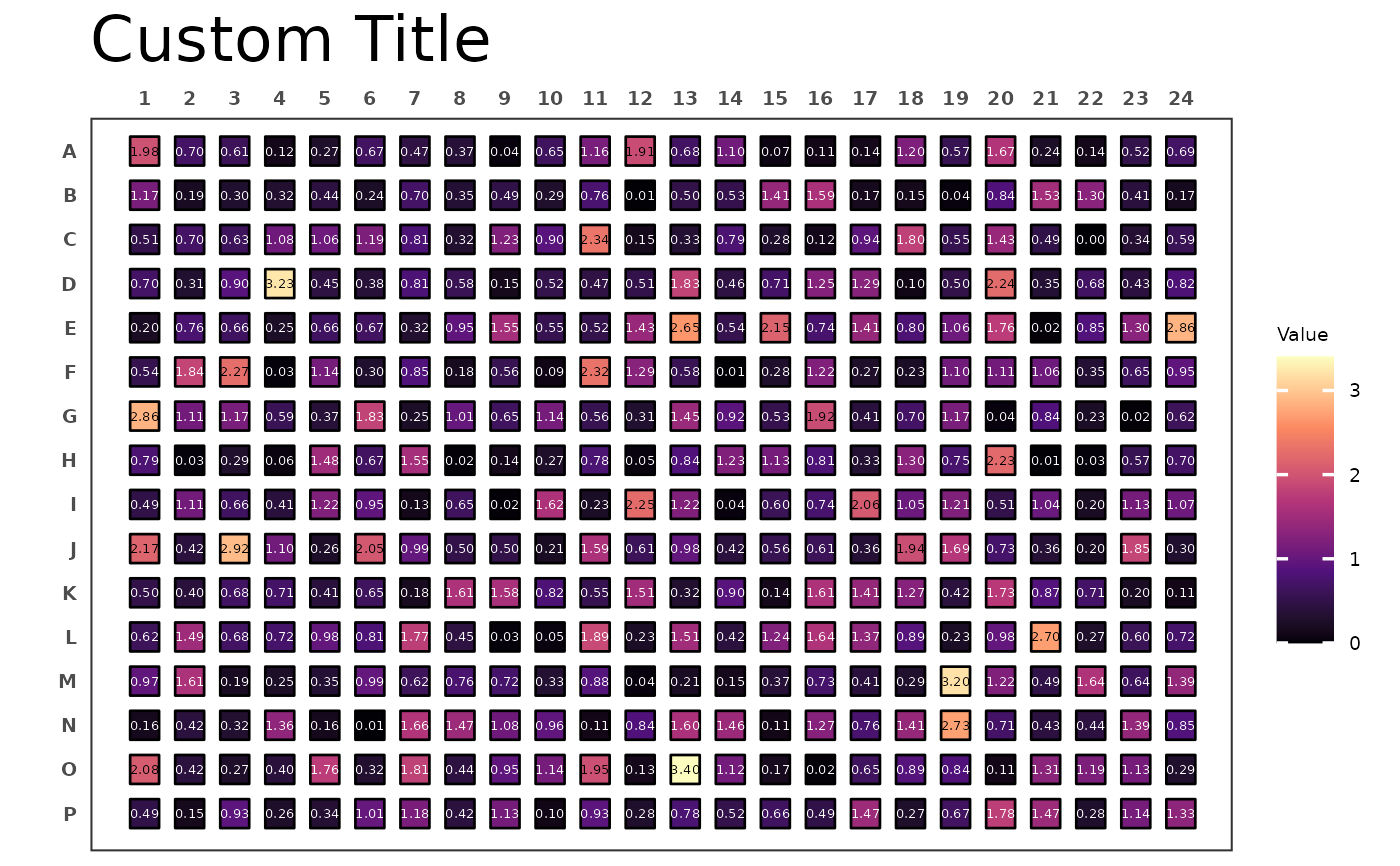 Custom Title
1 2 3 4 5 6 7 8 9 10 11 12 13 14 15 16 17 18 19 20 21 22 23 24
A 1.98 0.70 0.61 0.12 0.27 0.67 0.47 0.37 0.04 0.65 1.16 1.91 0.68 1.10 0.07 0.11 0.14 1.20 0.57 1.67 0.24 0.14 0.52 0.69
B 1.17 0.19 0.30 0.32 0.44 0.24 0.70 0.35 0.49 0.29 0.76 0.01 0.50 0.53 1.41 1.59 0.17 0.15 0.04 0.84 1.53 1.30 0.41 0.17
C 0.51 0.70 0.63 1.08 1.06 1.19 0.81 0.32 1.23 0.90 2.34 0.15 0.33 0.79 0.28 0.12 0.94 1.80 0.55 1.43 0.49 0.00 0.34 0.59
D 0.70 0.31 0.90 3.23 0.45 0.38 0.81 0.58 0.15 0.52 0.47 0.51 1.83 0.46 0.71 1.25 1.29 0.10 0.50 2.24 0.35 0.68 0.43 0.82
E 0.20 0.76 0.66 0.25 0.66 0.67 0.32 0.95 1.55 0.55 0.52 1.43 2.65 0.54 2.15 0.74 1.41 0.80 1.06 1.76 0.02 0.85 1.30 2.86
Value
F 0.54 1.84 2.27 0.03 1.14 0.30 0.85 0.18 0.56 0.09 2.32 1.29 0.58 0.01 0.28 1.22 0.27 0.23 1.10 1.11 1.06 0.35 0.65 0.95
3
G 2.86 1.11 1.17 0.59 0.37 1.83 0.25 1.01 0.65 1.14 0.56 0.31 1.45 0.92 0.53 1.92 0.41 0.70 1.17 0.04 0.84 0.23 0.02 0.62
H 0.79 0.03 0.29 0.06 1.48 0.67 1.55 0.02 0.14 0.27 0.78 0.05 0.84 1.23 1.13 0.81 0.33 1.30 0.75 2.23 0.01 0.03 0.57 0.70
2
I 0.49 1.11 0.66 0.41 1.22 0.95 0.13 0.65 0.02 1.62 0.23 2.25 1.22 0.04 0.60 0.74 2.06 1.05 1.21 0.51 1.04 0.20 1.13 1.07
J 2.17 0.42 2.92 1.10 0.26 2.05 0.99 0.50 0.50 0.21 1.59 0.61 0.98 0.42 0.56 0.61 0.36 1.94 1.69 0.73 0.36 0.20 1.85 0.30
1
K 0.50 0.40 0.68 0.71 0.41 0.65 0.18 1.61 1.58 0.82 0.55 1.51 0.32 0.90 0.14 1.61 1.41 1.27 0.42 1.73 0.87 0.71 0.20 0.11
L 0.62 1.49 0.68 0.72 0.98 0.81 1.77 0.45 0.03 0.05 1.89 0.23 1.51 0.42 1.24 1.64 1.37 0.89 0.23 0.98 2.70 0.27 0.60 0.72
0
M 0.97 1.61 0.19 0.25 0.35 0.99 0.62 0.76 0.72 0.33 0.88 0.04 0.21 0.15 0.37 0.73 0.41 0.29 3.20 1.22 0.49 1.64 0.64 1.39
N 0.16 0.42 0.32 1.36 0.16 0.01 1.66 1.47 1.08 0.96 0.11 0.84 1.60 1.46 0.11 1.27 0.76 1.41 2.73 0.71 0.43 0.44 1.39 0.85
O 2.08 0.42 0.27 0.40 1.76 0.32 1.81 0.44 0.95 1.14 1.95 0.13 3.40 1.12 0.17 0.02 0.65 0.89 0.84 0.11 1.31 1.19 1.13 0.29
P 0.49 0.15 0.93 0.26 0.34 1.01 1.18 0.42 1.13 0.10 0.93 0.28 0.78 0.52 0.66 0.49 1.47 0.27 0.67 1.78 1.47 0.28 1.14 1.33